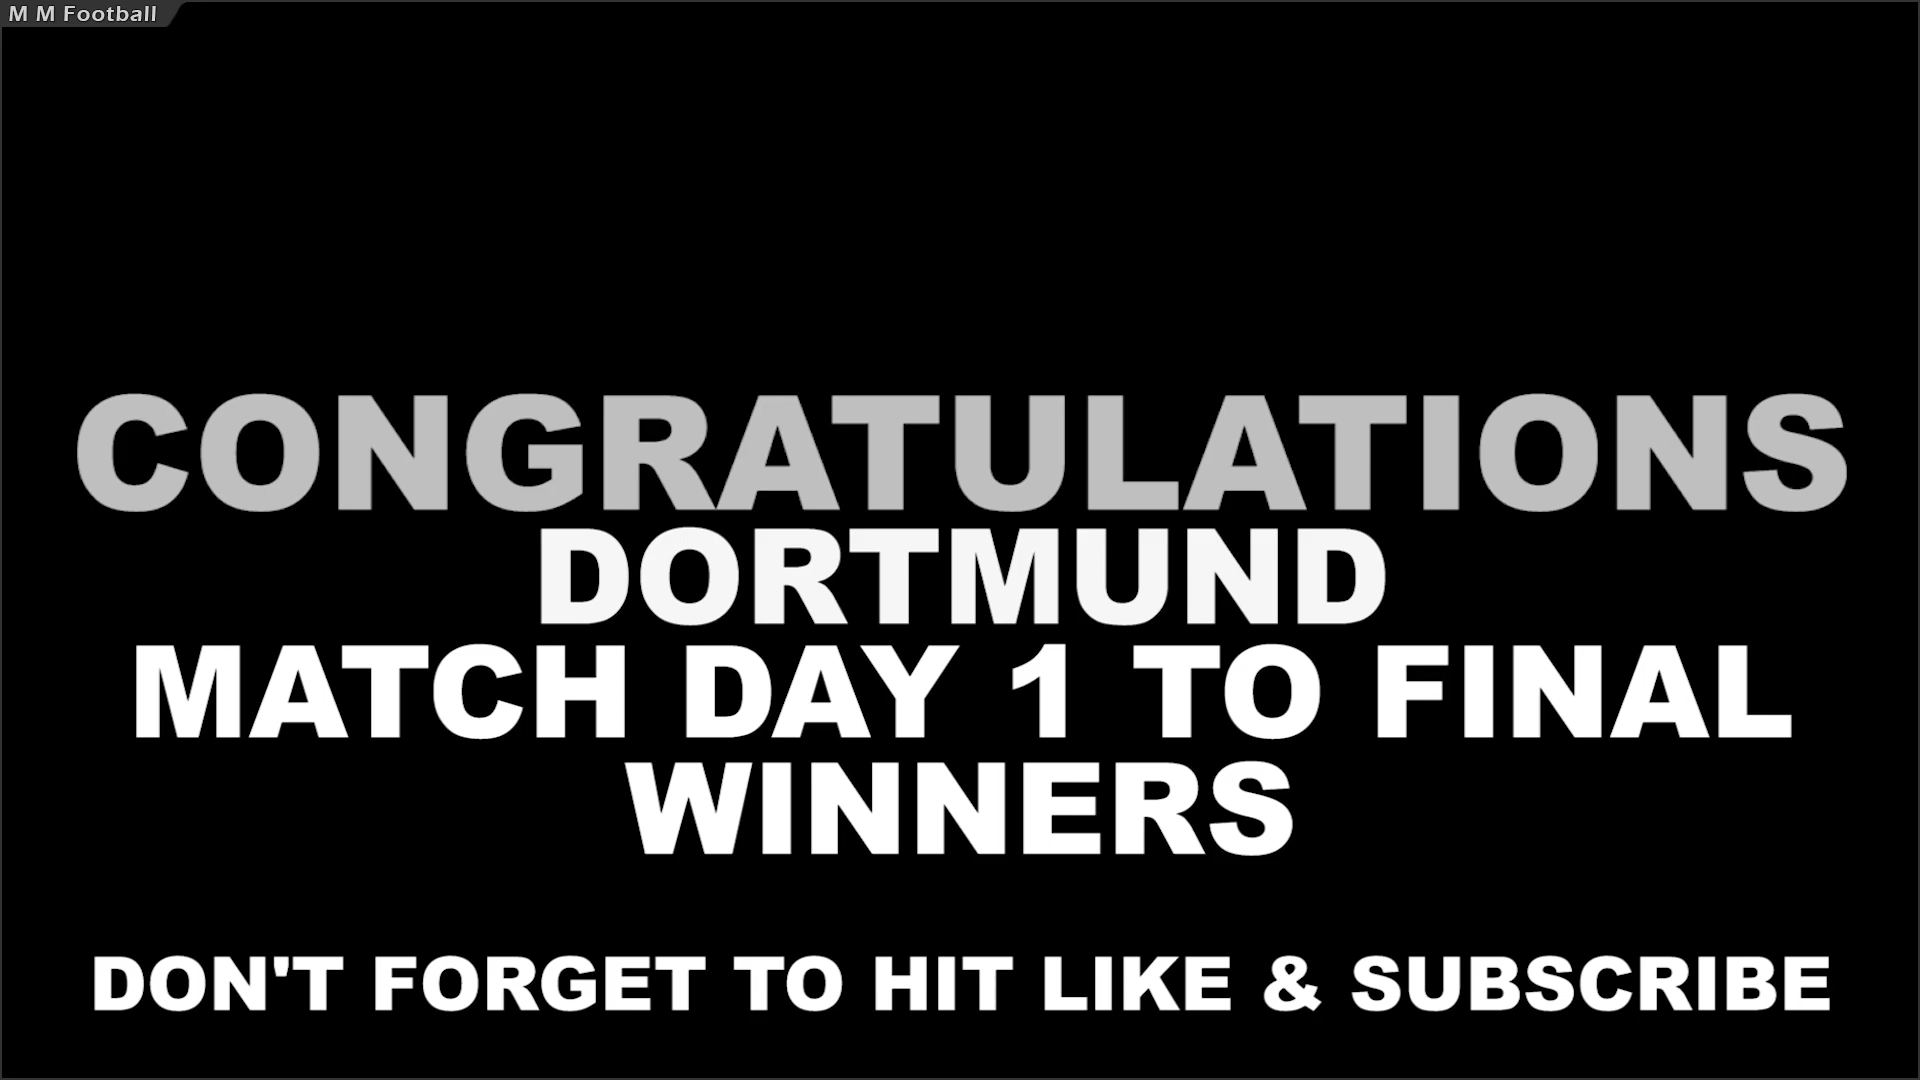 M M Football
CONGRATULATIONS
DORTMUND
MATCH DAY 1 TO FINAL
WINNERS
DON'T FORGET TO HIT LIKE & SUBSCRIBE